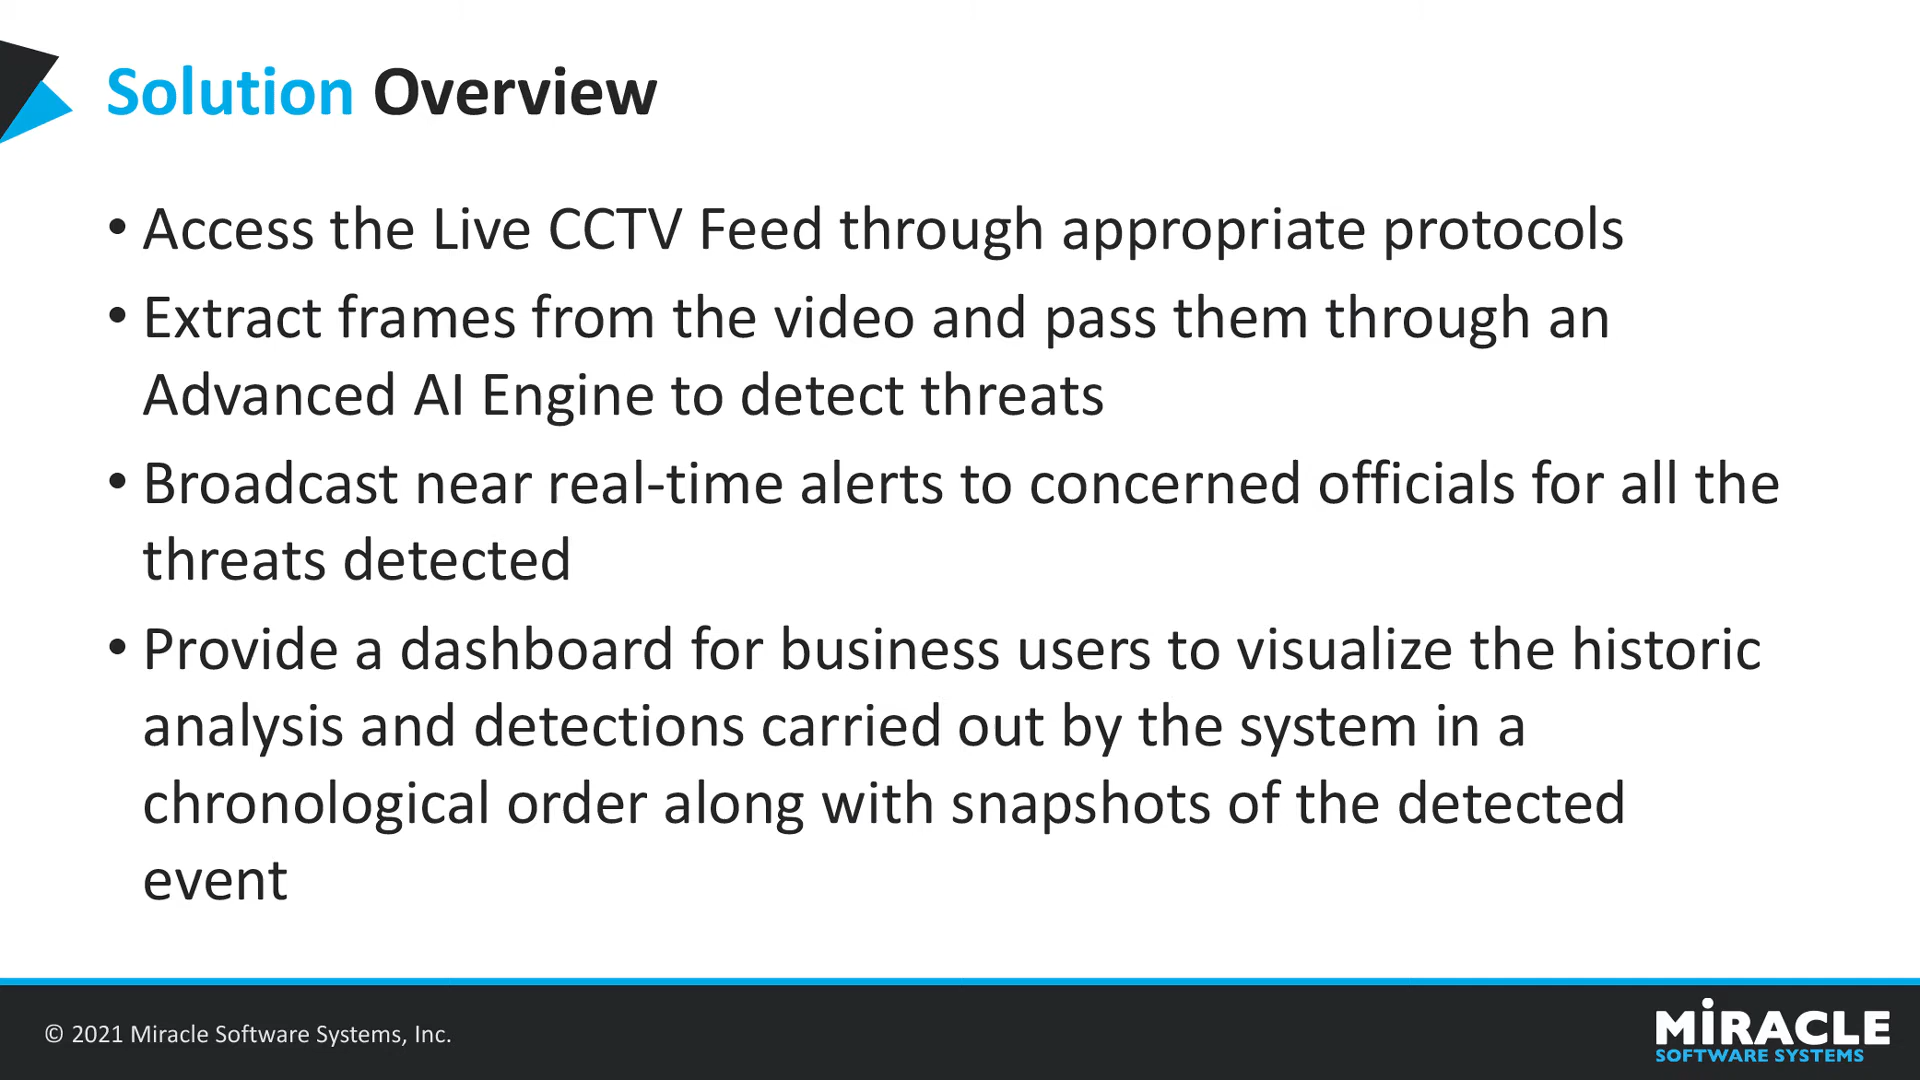 Solution Overview
• Access the Live CCTV Feed through appropriate protocols
• Extract frames from the video and pass them through an
Advanced AI Engine to detect threats
• Broadcast near real-time alerts to concerned officials for all the
threats detected
• Provide a dashboard for business users to visualize the historic
analysis and detections carried out by the system in a
chronological order along with snapshots of the detected
event
© 2021 Miracle Software Systems, Inc.
MiRACLE
SOFTWARE SYSTEMS